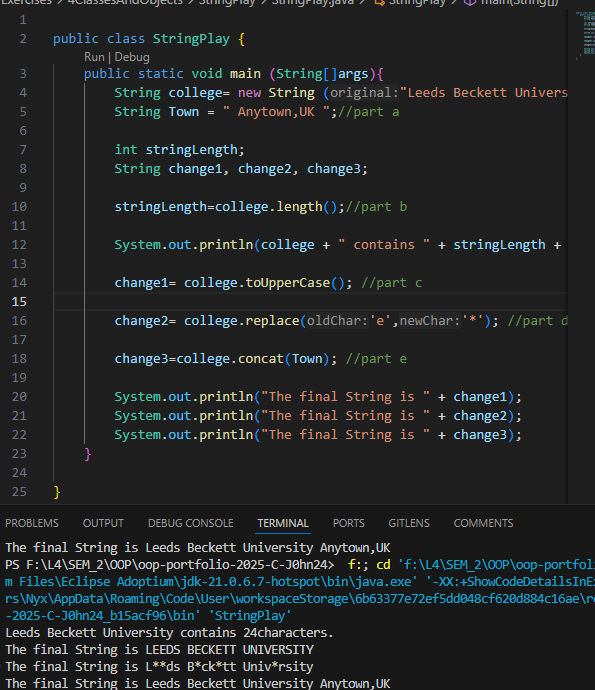 Exercises > 4ClassesAndObjects > StringPlay > StringPlay.java > StringPlay > main(String[])
1
2 public class StringPlay {
Run | Debug
3 public static void main (String[]args){
4 String college= new String (original:"Leeds Beckett Univers
5 String Town = " Anytown,UK ";//part a
6
7 int stringLength;
8 String change1, change2, change3;
9
10 stringLength=college.length();//part b
11
12 System.out.println(college + " contains " + stringLength +
13
14 change1= college.toUpperCase(); //part c
15
16 change2= college.replace(oldChar:'e',newChar:'*'); //part d
17
18 change3=college.concat(Town); //part e
19
20 System.out.println("The final String is " + change1);
21 System.out.println("The final String is " + change2);
22 System.out.println("The final String is " + change3);
23 }
24
25 }
PROBLEMS OUTPUT DEBUG CONSOLE TERMINAL PORTS GITLENS COMMENTS
The final String is Leeds Beckett University Anytown,UK
PS F:\L4\SEM_2\OOP\oop-portfolio-2025-C-J0hn24> f:; cd 'f:\L4\SEM_2\OOP\oop-portfolio
m Files\Eclipse Adoptium\jdk-21.0.6.7-hotspot\bin\java.exe' '-XX:+ShowCodeDetailsInEx
rs\Nyx\AppData\Roaming\Code\User\workspaceStorage\6b63377e72ef5dd048cf620d884c16ae\re
-2025-C-J0hn24_b15acf96\bin' 'StringPlay'
Leeds Beckett University contains 24characters.
The final String is LEEDS BECKETT UNIVERSITY
The final String is L**ds B*ck*tt Univ*rsity
The final String is Leeds Beckett University Anytown,UK